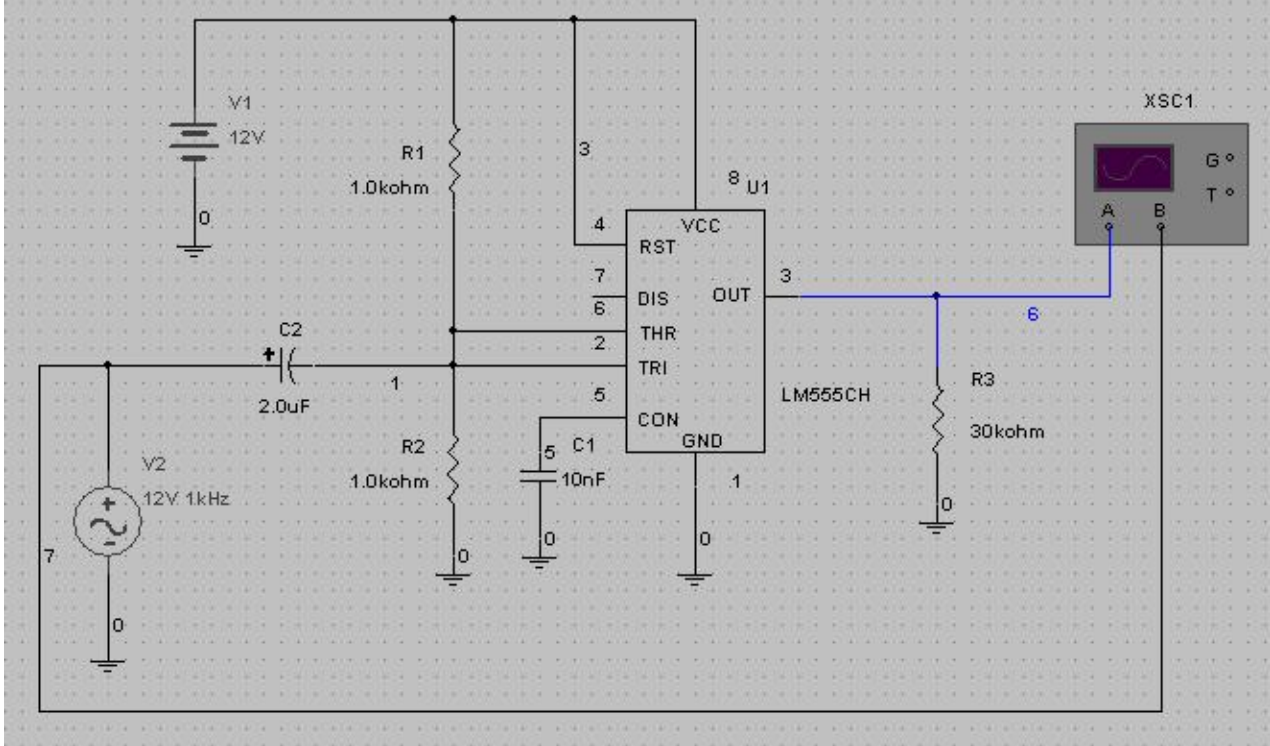 V1
12V
0
R1
1.0kohm
3
8
U1
4
VCC
RST
7
DIS
OUT
3
6
THR
2
TRI
5
CON
GND
1
LM555CH
XSC1
G
T
A
B
6
C2
+
2.0uF
1
R2
1.0kohm
0
5
C1
10nF
0
0
R3
30kohm
0
V2
12V 1kHz
+
-
7
0